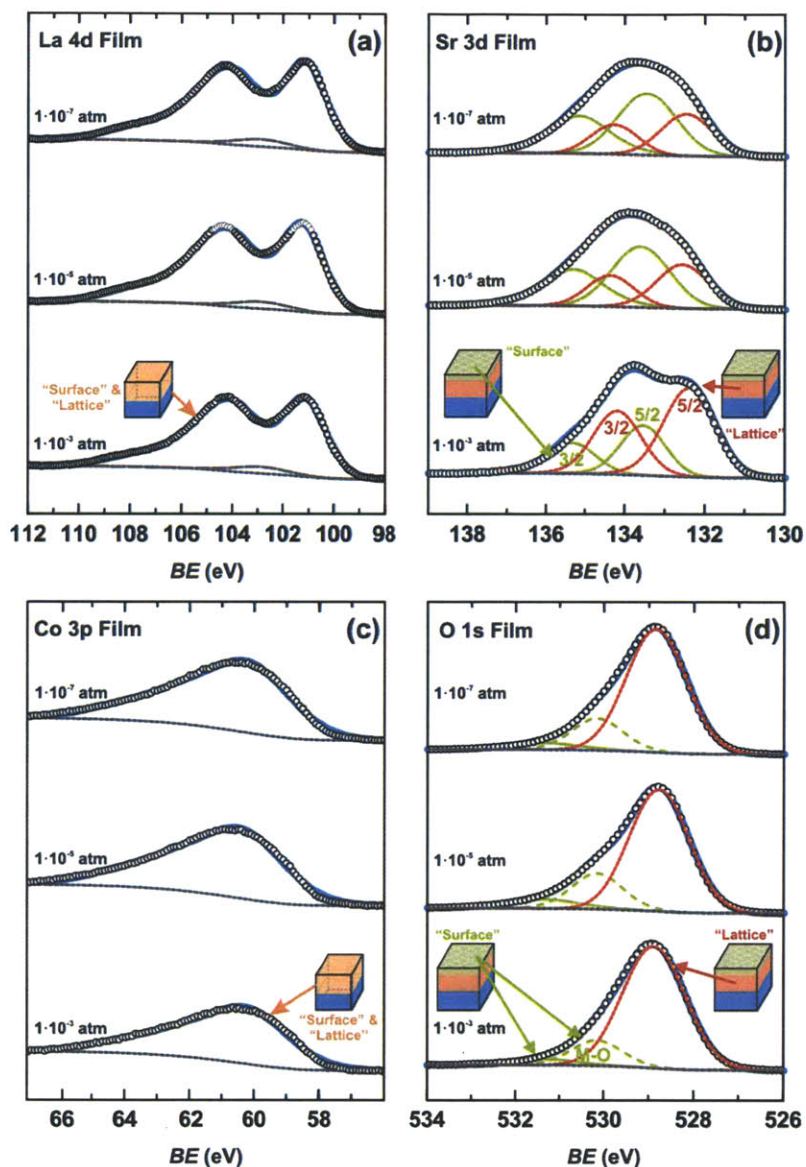 La 4d Film
(a)
1·10⁻⁷ atm
1·10⁻⁵ atm
"Surface" &
"Lattice"
1·10⁻³ atm
112 110 108 106 104 102 100 98
BE (eV)
Sr 3d Film
(b)
1·10⁻⁷ atm
1·10⁻⁵ atm
"Surface"
5/2
5/2
3/2
"Lattice"
1·10⁻³ atm
3/2
138 136 134 132 130
BE (eV)
Co 3p Film
(c)
1·10⁻⁷ atm
1·10⁻⁵ atm
1·10⁻³ atm
"Surface" &
"Lattice"
66 64 62 60 58 56
BE (eV)
O 1s Film
(d)
1·10⁻⁷ atm
1·10⁻⁵ atm
"Surface"
"Lattice"
1·10⁻³ atm
M-O
534 532 530 528 526
BE (eV)